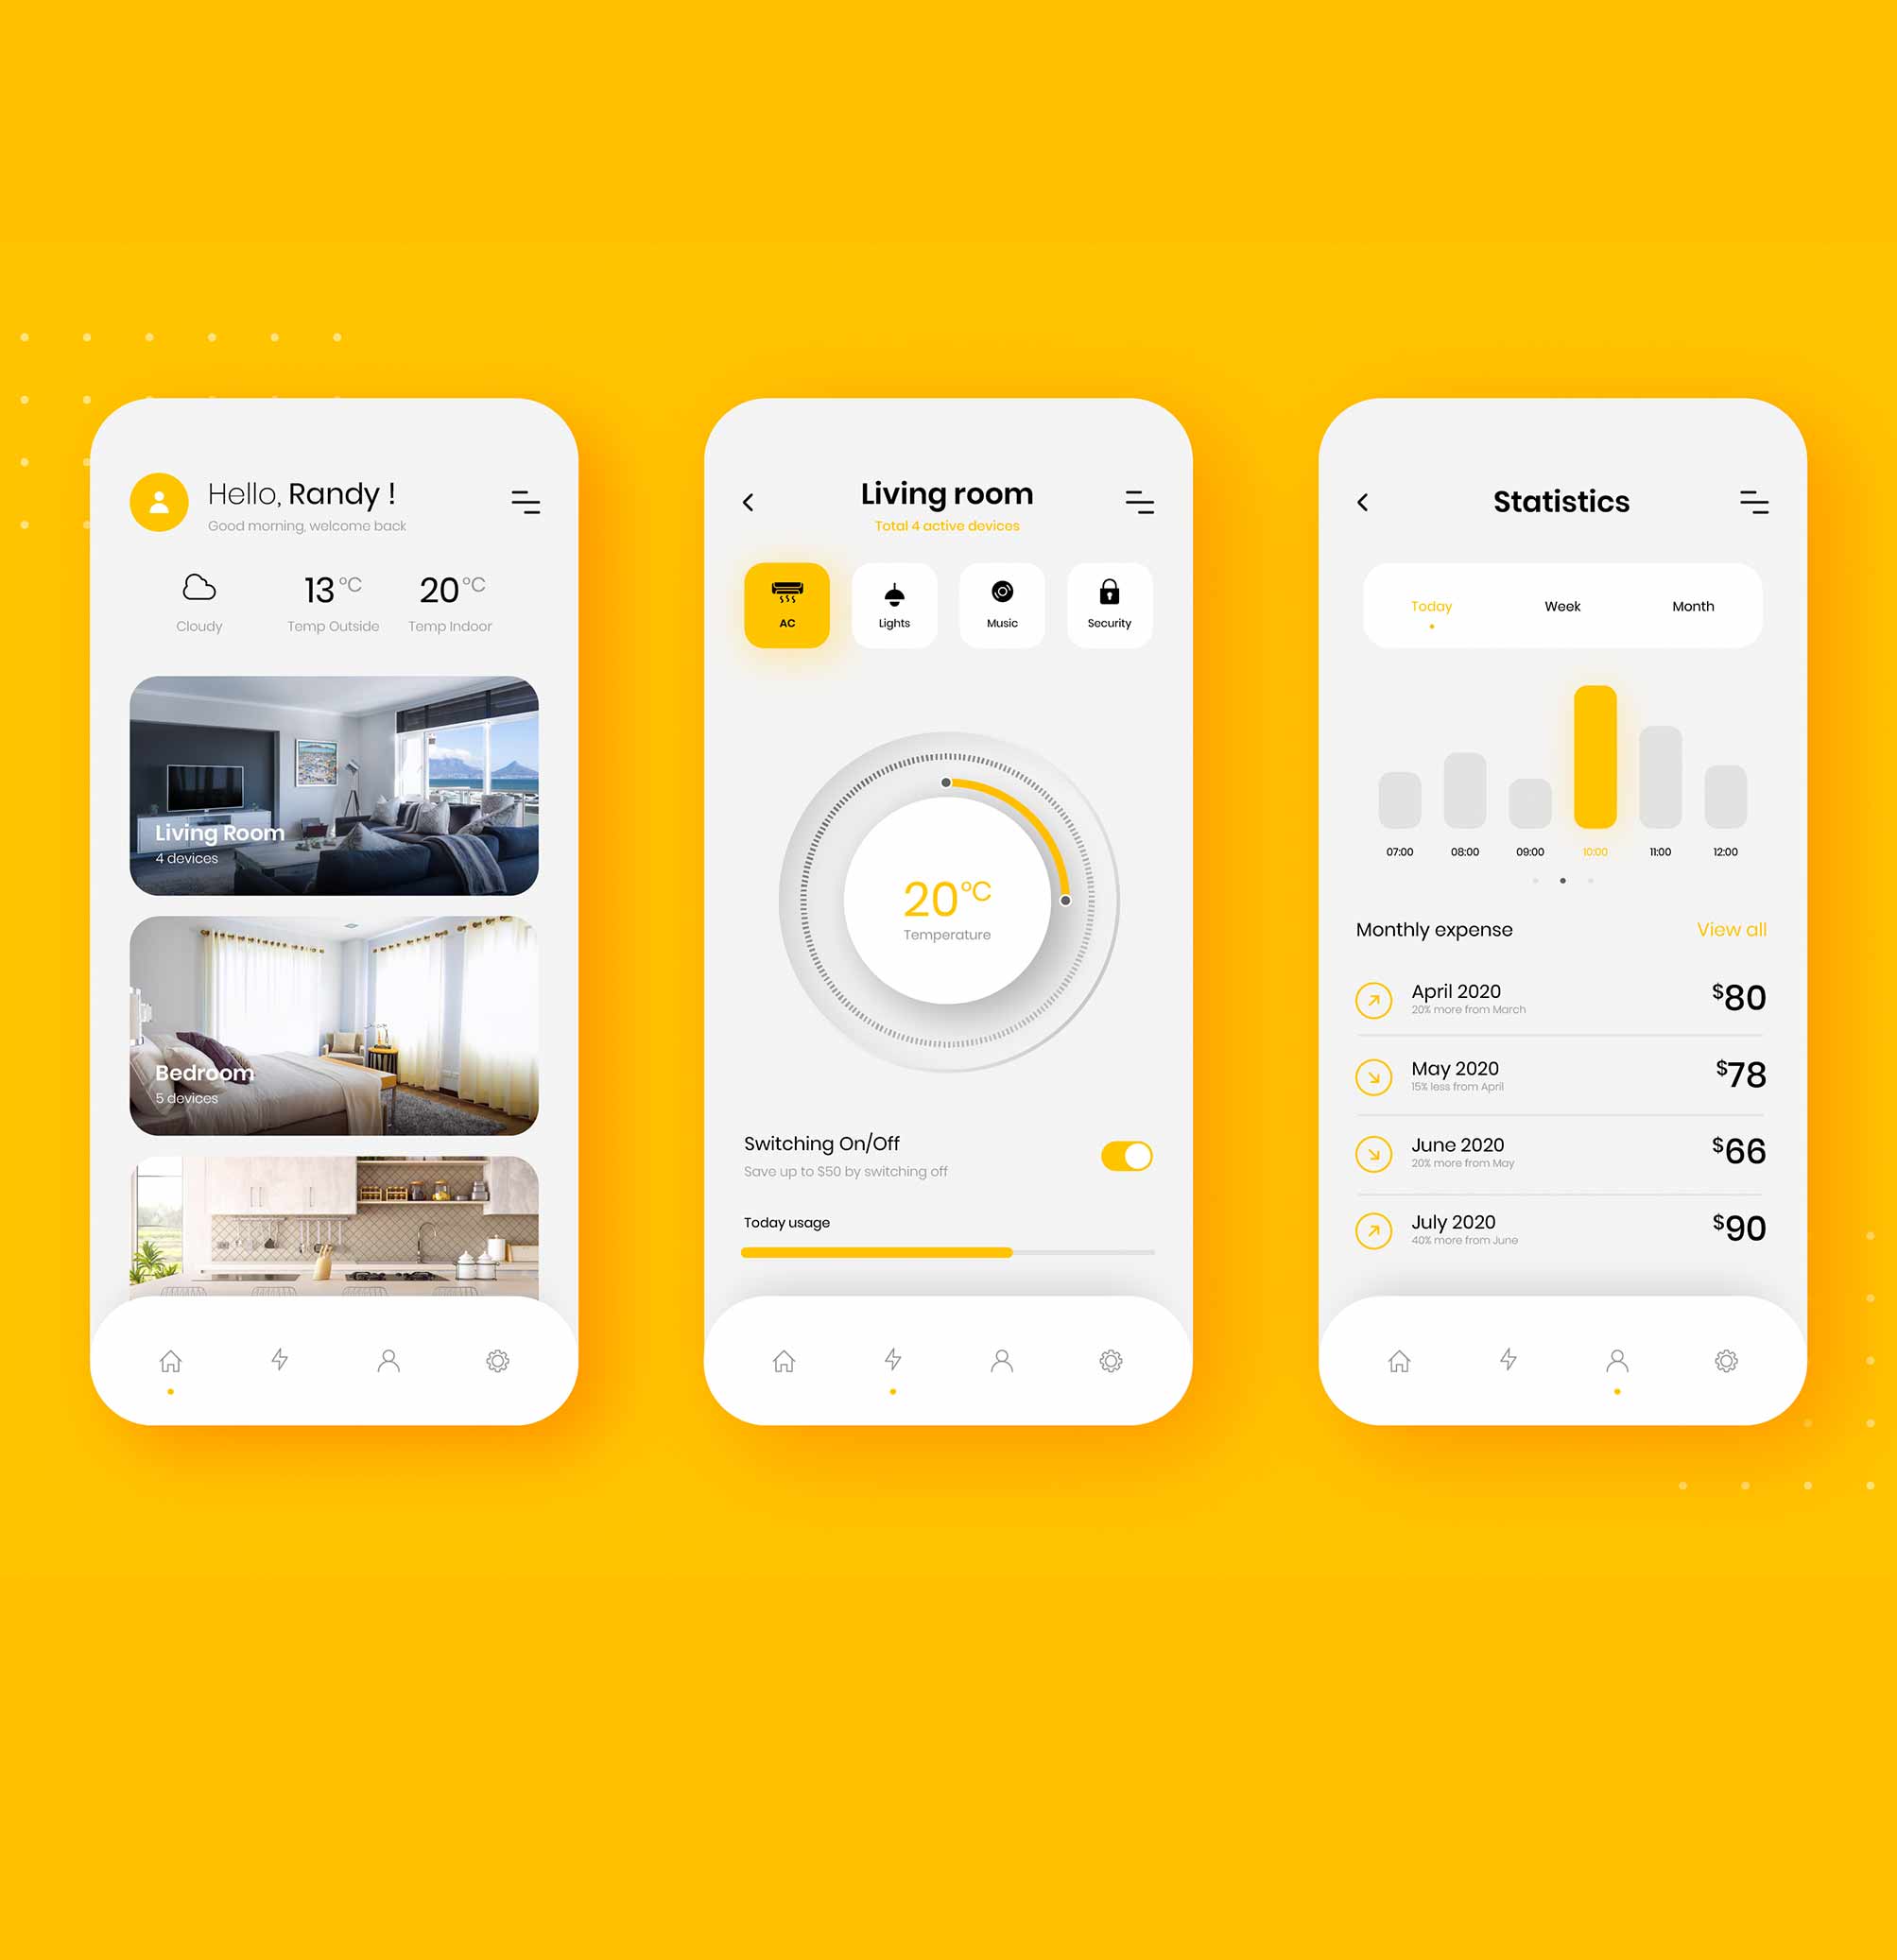 Hello, Randy !
Good morning, welcome back
13 °C
20 °C
Cloudy
Temp Outside
Temp Indoor
Living Room
4 devices
Bedroom
5 devices
Living room
Total 4 active devices
AC
Lights
Music
Security
20°C
Temperature
Switching On/Off
Save up to $50 by switching off
Today usage
Statistics
Today
Week
Month
07:00
08:00
09:00
10:00
11:00
12:00
Monthly expense
View all
April 2020
20% more from March
$80
May 2020
15% less from April
$78
June 2020
20% more from May
$66
July 2020
40% more from June
$90